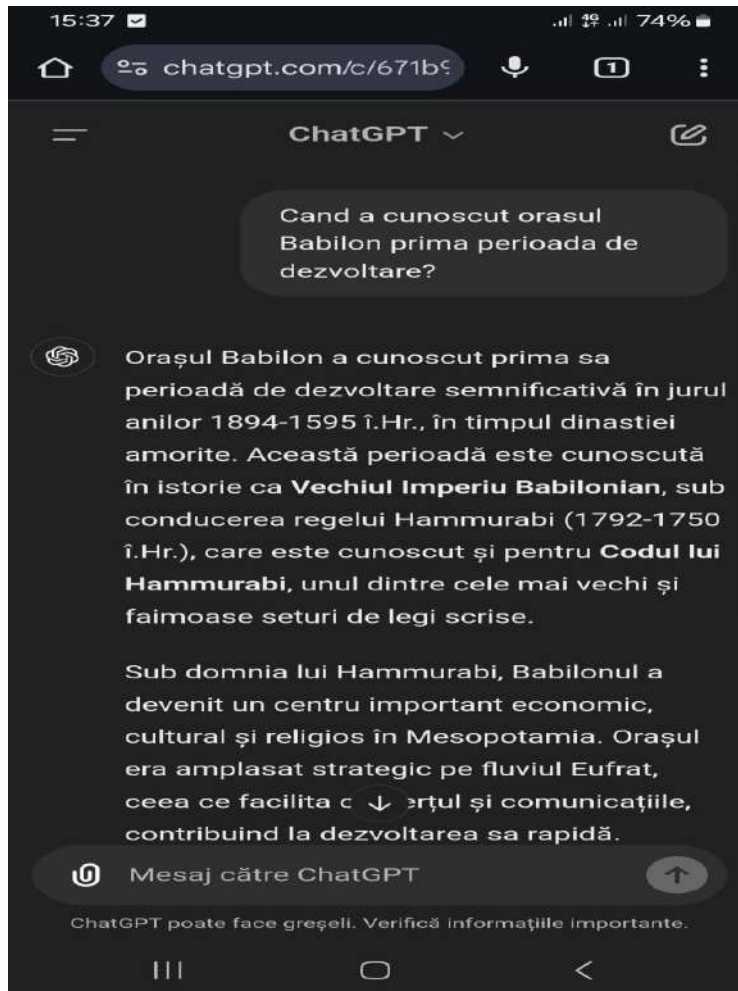 15:37
4G 74%
chatgpt.com/c/671b9
1
ChatGPT
Cand a cunoscut orasul
Babilon prima perioada de
dezvoltare?
Orașul Babilon a cunoscut prima sa
perioadă de dezvoltare semnificativă în jurul
anilor 1894-1595 î.Hr., în timpul dinastiei
amorite. Această perioadă este cunoscută
în istorie ca Vechiul Imperiu Babilonian, sub
conducerea regelui Hammurabi (1792-1750
î.Hr.), care este cunoscut și pentru Codul lui
Hammurabi, unul dintre cele mai vechi și
faimoase seturi de legi scrise.
Sub domnia lui Hammurabi, Babilonul a
devenit un centru important economic,
cultural și religios în Mesopotamia. Orașul
era amplasat strategic pe fluviul Eufrat,
ceea ce facilita și comunicațiile,
contribuind la dezvoltarea sa rapidă.
Mesaj către ChatGPT
ChatGPT poate face greșeli. Verifică informațiile importante.